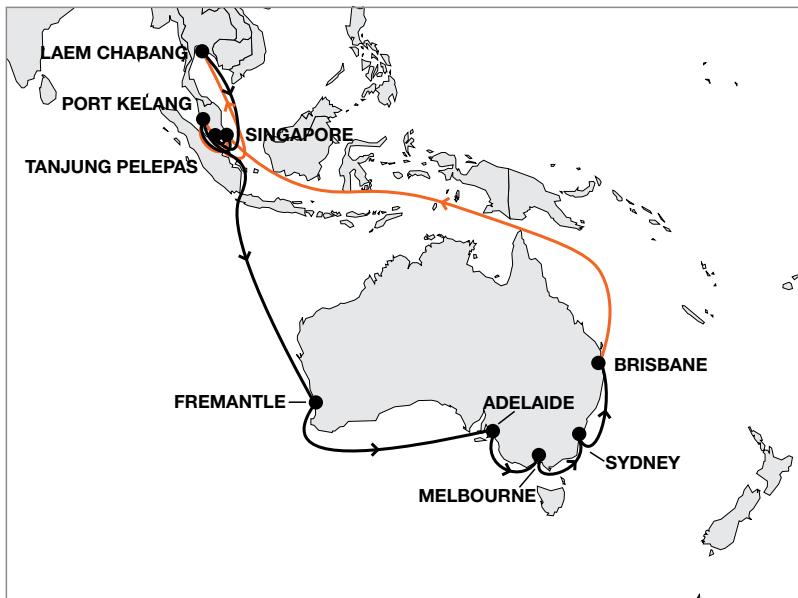 LAEM CHABANG
PORT KELANG
SINGAPORE
TANJUNG PELEPAS
BRISBANE
FREMANTLE
ADELAIDE
SYDNEY
MELBOURNE